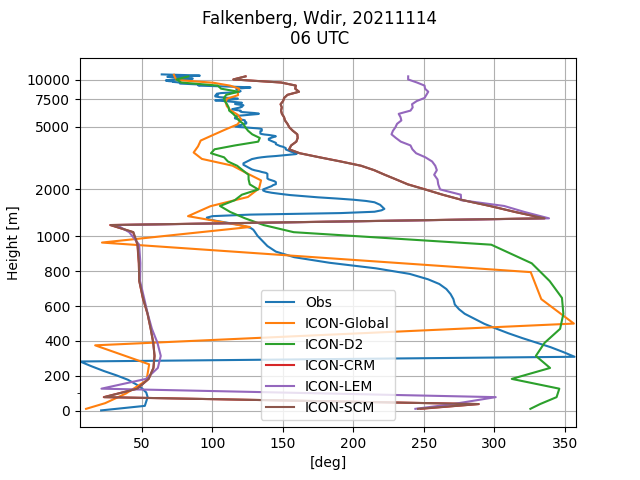 Falkenberg, Wdir, 20211114
06 UTC
Height [m]
10000
7500
5000
2000
1000
800
600
400
200
0
Obs
ICON-Global
ICON-D2
ICON-CRM
ICON-LEM
ICON-SCM
50 100 150 200 250 300 350
[deg]